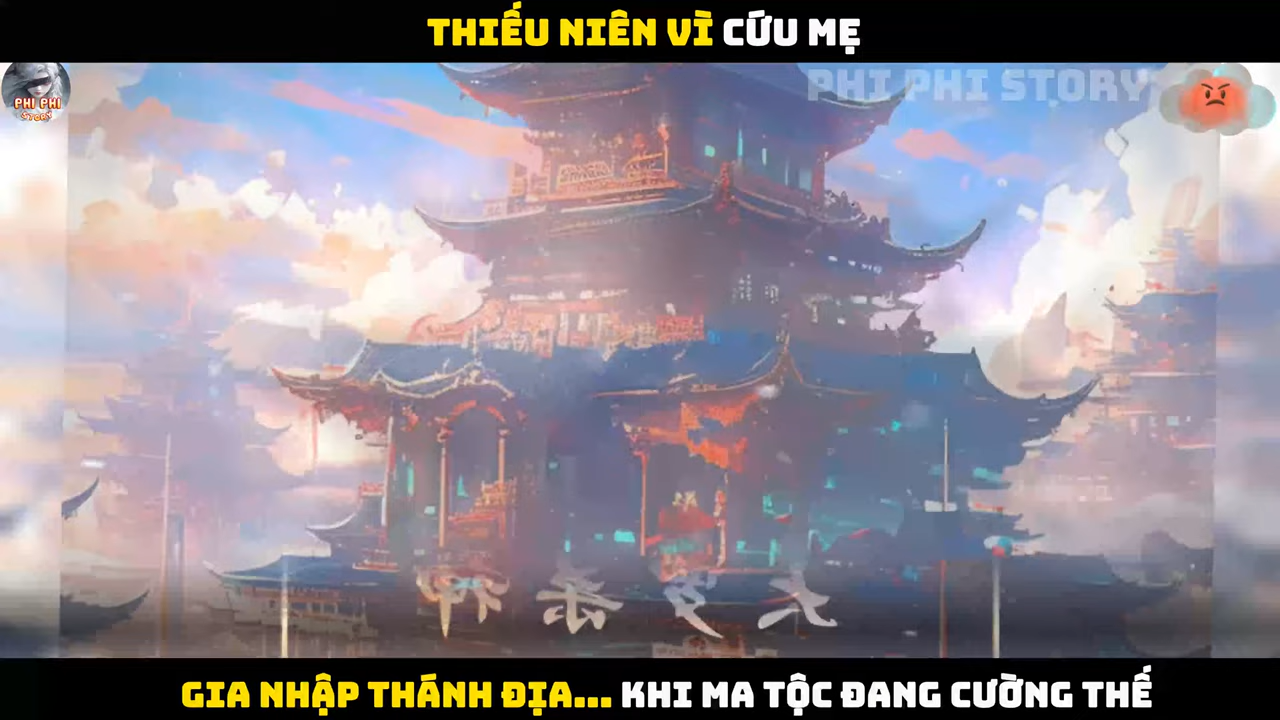 THIẾU NIÊN VÌ CỨU MẸ
PHI PHI STORY
PHI PHI
STORY
GIA NHẬP THÁNH ĐỊA... KHI MA TỘC ĐANG CƯỜNG THẾ